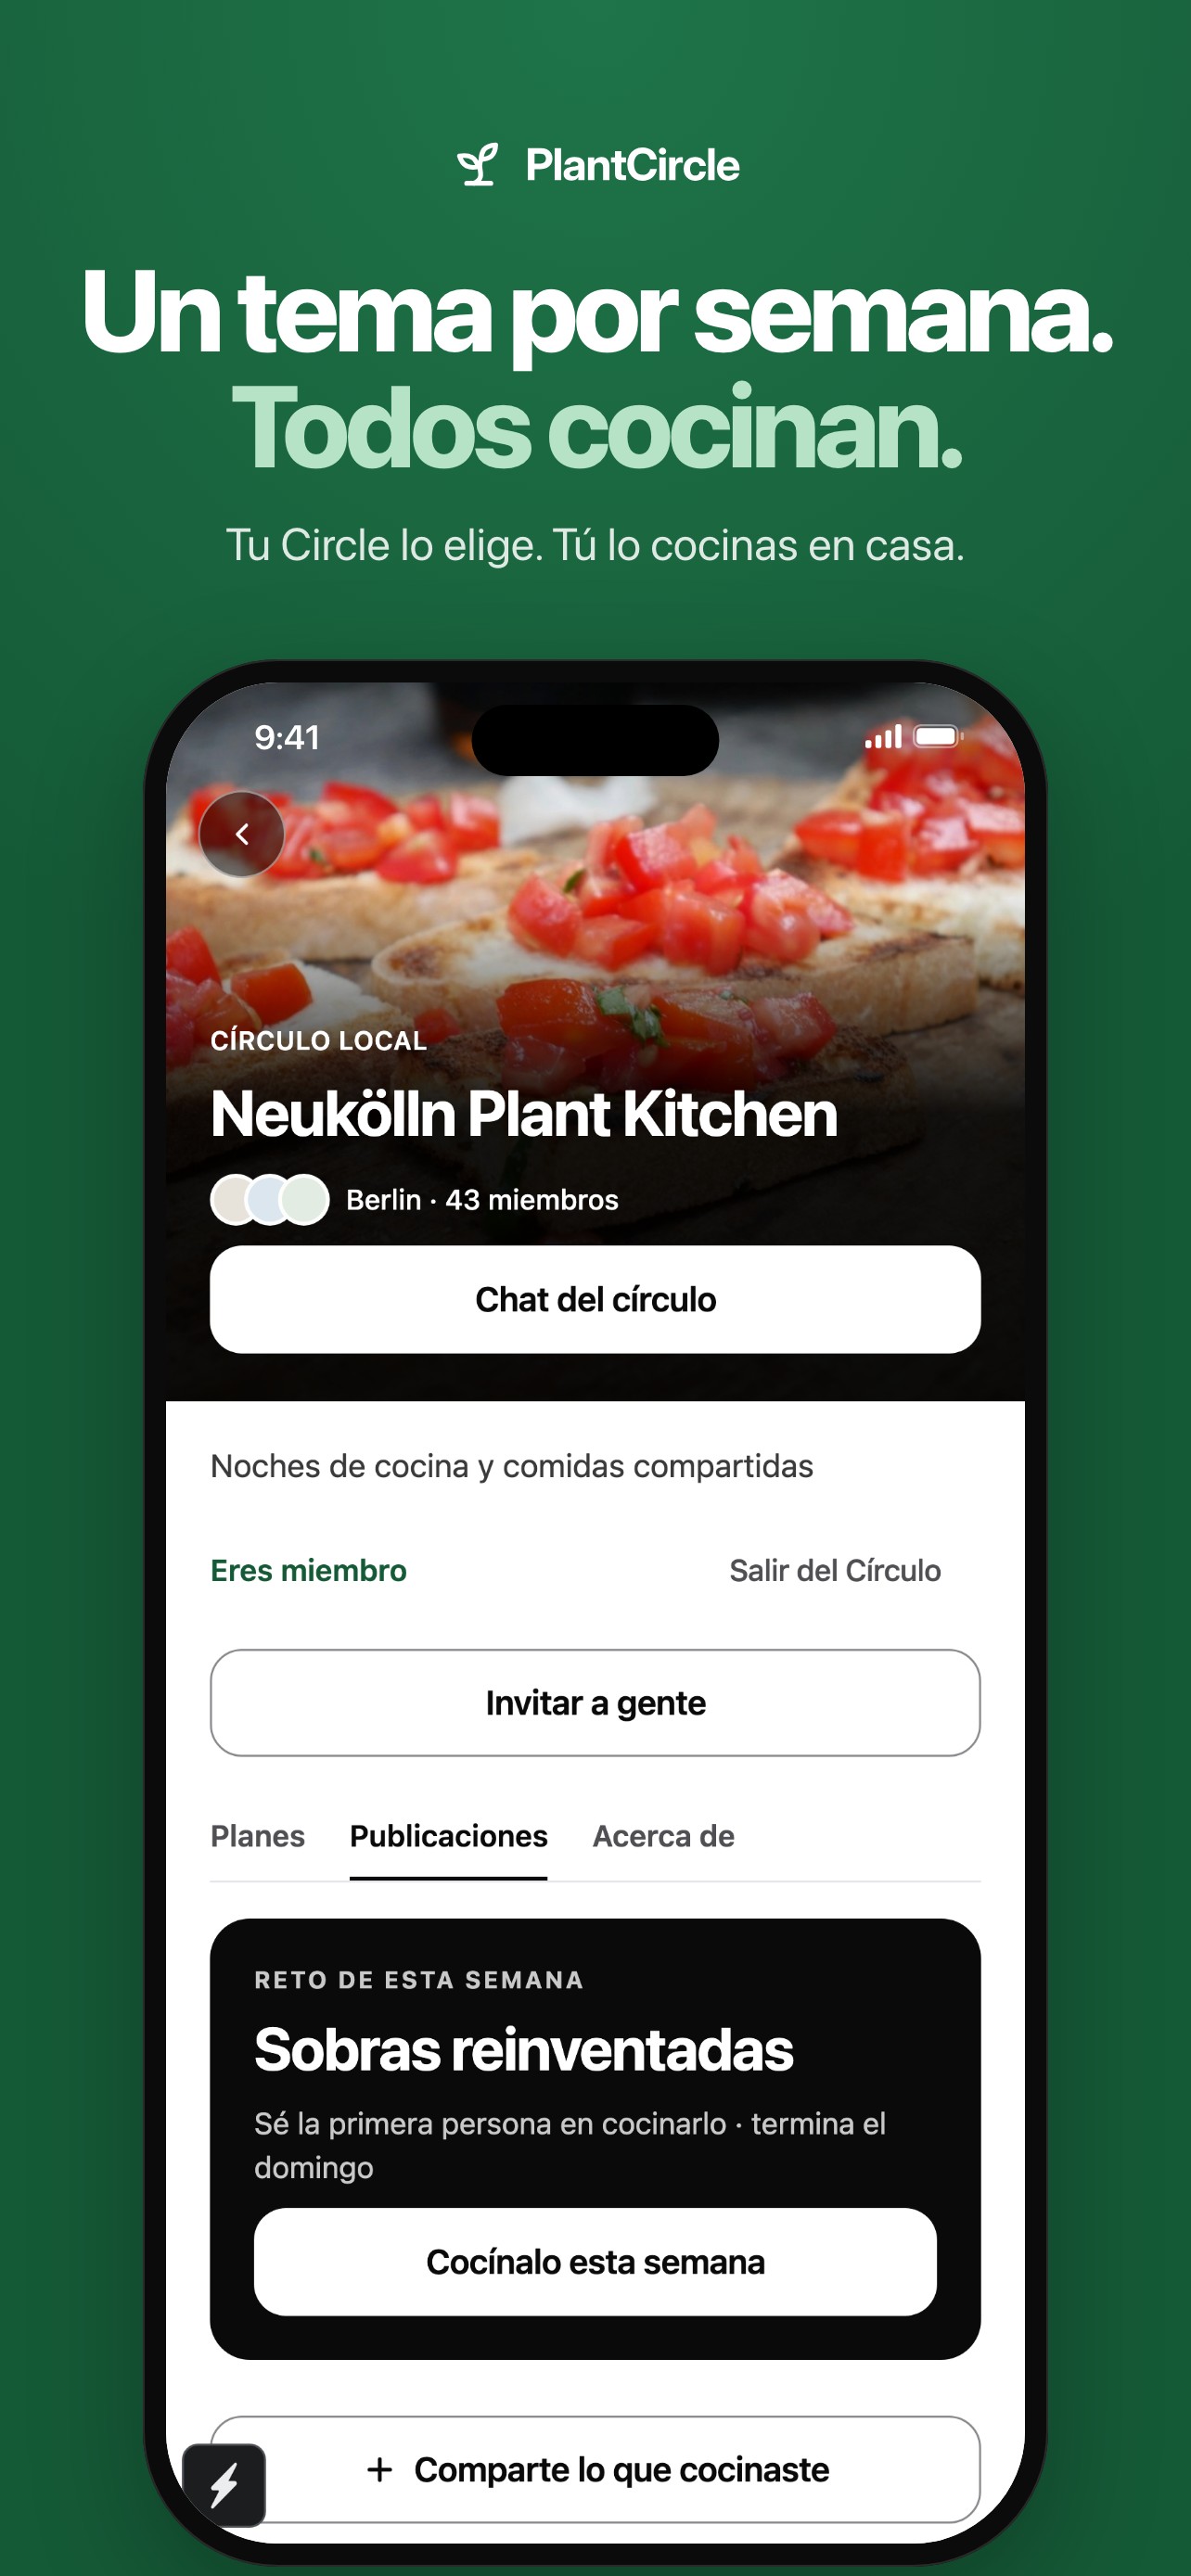 PlantCircle
Un tema por semana.
Todos cocinan.
Tu Circle lo elige. Tú lo cocinas en casa.
9:41
CÍRCULO LOCAL
Neukölln Plant Kitchen
Berlin · 43 miembros
Chat del círculo
Noches de cocina y comidas compartidas
Eres miembro
Salir del Círculo
Invitar a gente
Planes
Publicaciones
Acerca de
RETO DE ESTA SEMANA
Sobras reinventadas
Sé la primera persona en cocinarlo · termina el
domingo
Cocínalo esta semana
+ Comparte lo que cocinaste